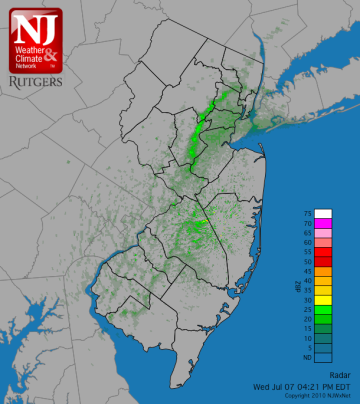 NJ
Weather
& Climate
Network
TM
RUTGERS
75
70
65
60
55
50
45
40
35
30
25
20
15
10
5
ND
dBZ
Radar
Wed Jul 07 04:21 PM EDT
Copyright 2010 NJWxNet